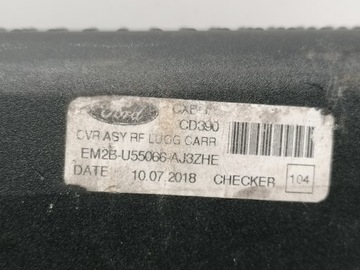 Ford
CD390
CVR ASY RF LUGG CARR
EM2B-U55066-AJ3ZHE
DATE 10.07.2018 CHECKER 104